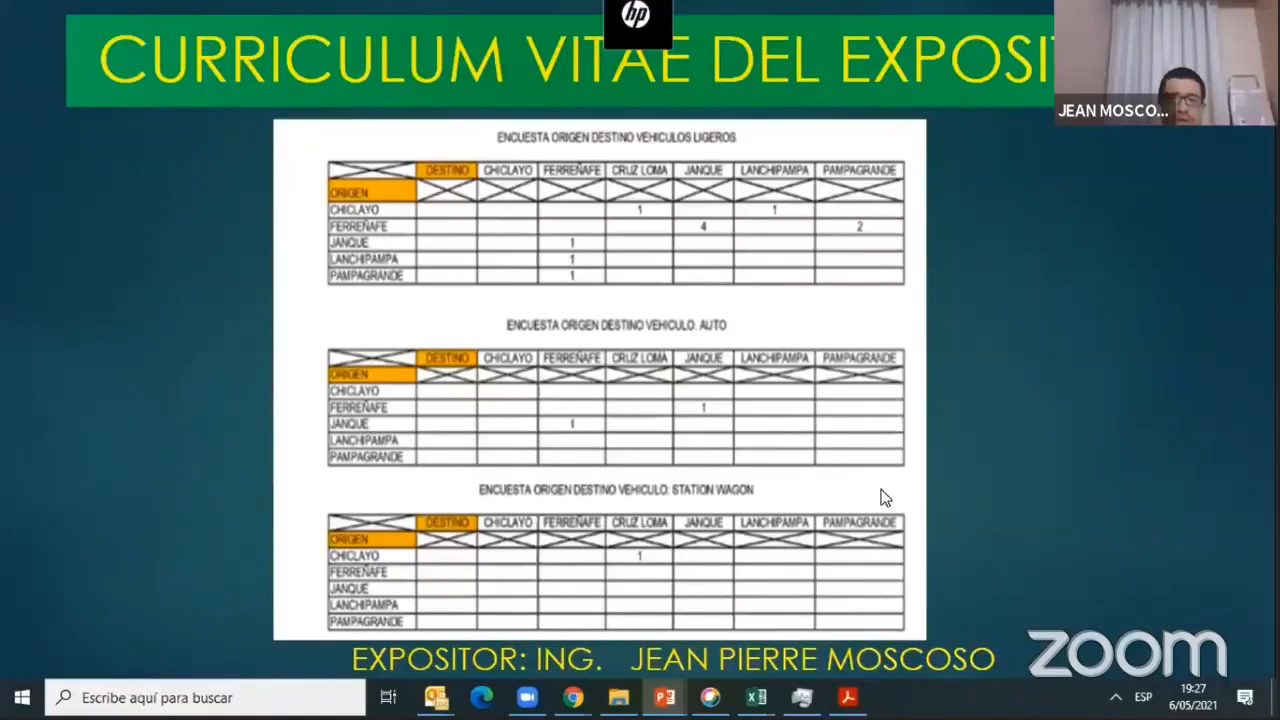 hp
CURRICULUM VITAE DEL EXPOSI
JEAN MOSCO...
ENCUESTA ORIGEN DESTINO VEHICULOS LIGEROS
DESTINO CHICLAYO FERREÑAFE CRUZ LOMA JANQUE LANCHIPAMPA PAMPAGRANDE
ORIGEN
CHICLAYO 1 1
FERREÑAFE 4 2
JANQUE 1
LANCHIPAMPA 1
PAMPAGRANDE 1
ENCUESTA ORIGEN DESTINO VEHICULO: AUTO
DESTINO CHICLAYO FERREÑAFE CRUZ LOMA JANQUE LANCHIPAMPA PAMPAGRANDE
ORIGEN
CHICLAYO
FERREÑAFE 1
JANQUE 1
LANCHIPAMPA
PAMPAGRANDE
ENCUESTA ORIGEN DESTINO VEHICULO: STATION WAGON
DESTINO CHICLAYO FERREÑAFE CRUZ LOMA JANQUE LANCHIPAMPA PAMPAGRANDE
ORIGEN
CHICLAYO 1
FERREÑAFE
JANQUE
LANCHIPAMPA
PAMPAGRANDE
EXPOSITOR: ING. JEAN PIERRE MOSCOSO
zoom
Escribe aquí para buscar
ESP
19:27
6/05/2021